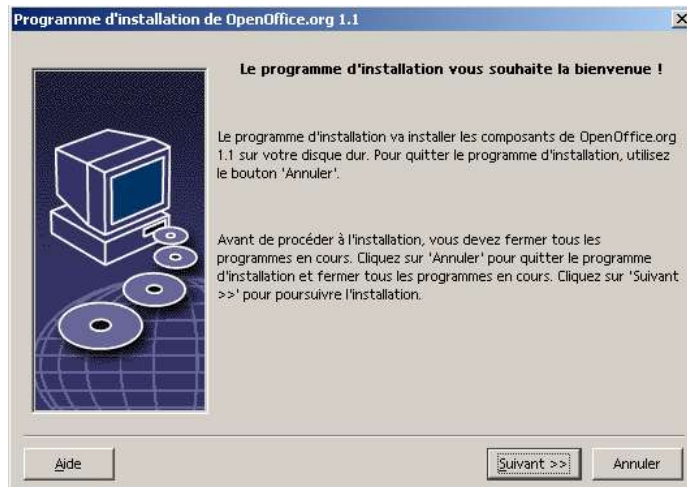 Programme d'installation de OpenOffice.org 1.1
Le programme d'installation vous souhaite la bienvenue !
Le programme d'installation va installer les composants de OpenOffice.org
1.1 sur votre disque dur. Pour quitter le programme d'installation, utilisez
le bouton 'Annuler'.
Avant de procéder à l'installation, vous devez fermer tous les
programmes en cours. Cliquez sur 'Annuler' pour quitter le programme
d'installation et fermer tous les programmes en cours. Cliquez sur 'Suivant
>>' pour poursuivre l'installation.
Aide
Suivant >>
Annuler